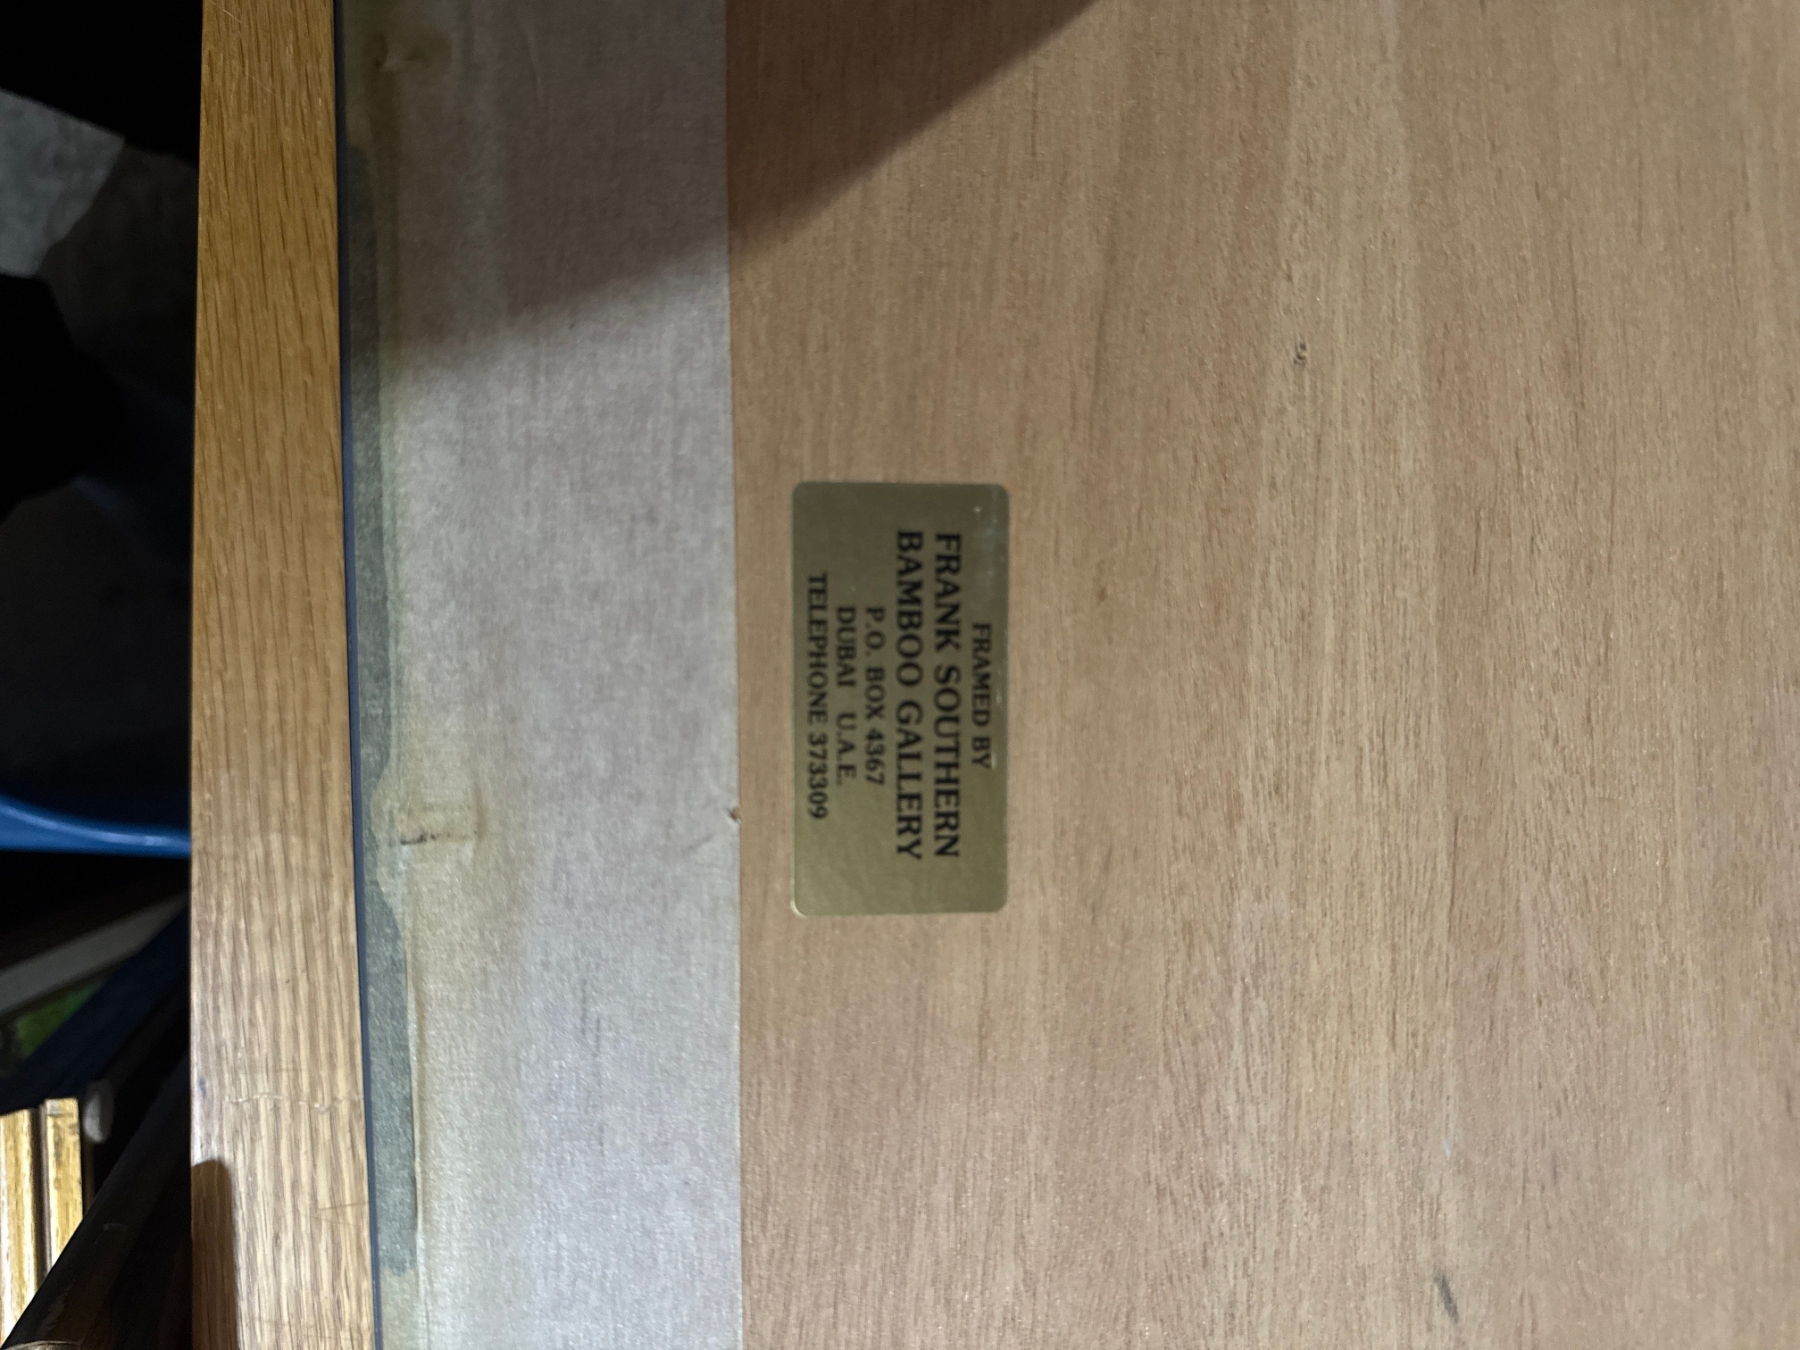 FRAMED BY
FRANK SOUTHERN
BAMBOO GALLERY
P.O. BOX 4367
DUBAI U.A.E.
TELEPHONE 373309